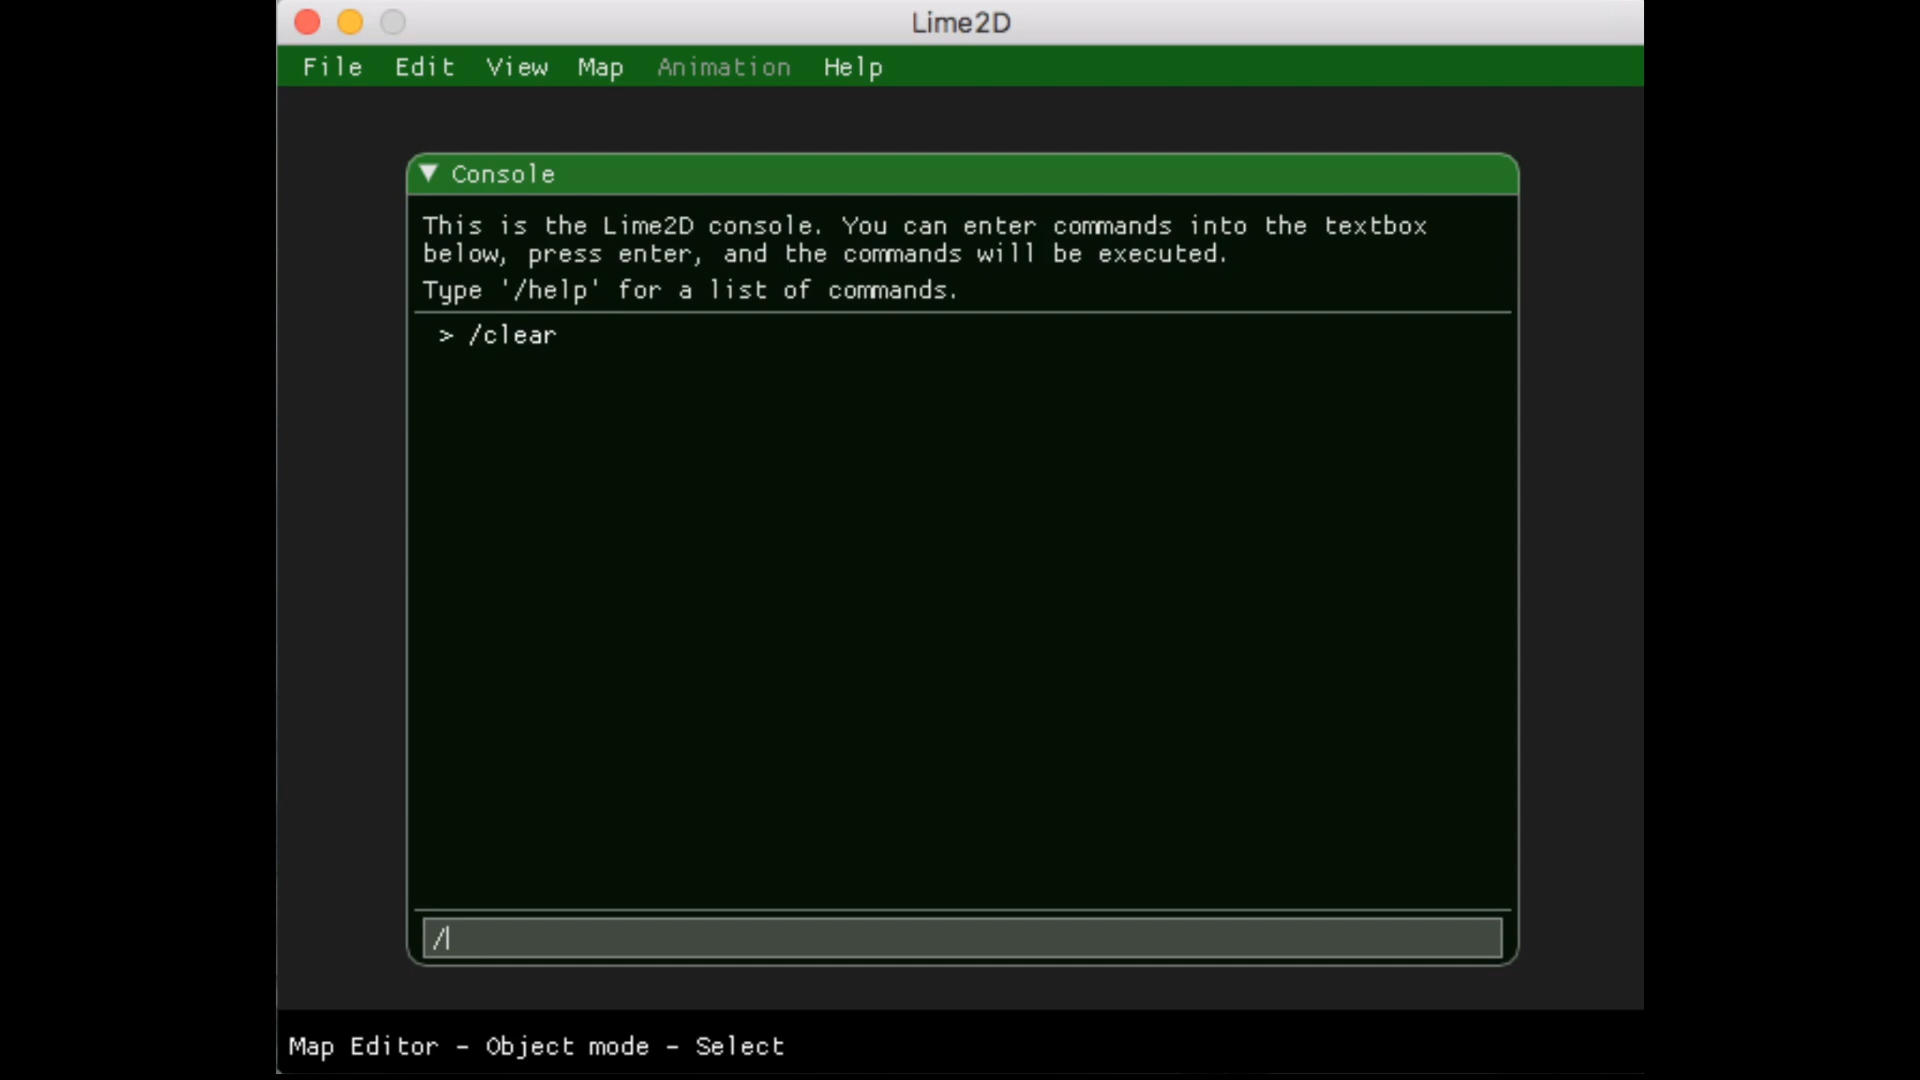 Lime2D
File Edit View Map Animation Help
Console
This is the Lime2D console. You can enter commands into the textbox
below, press enter, and the commands will be executed.
Type '/help' for a list of commands.
> /clear
/
Map Editor - Object mode - Select